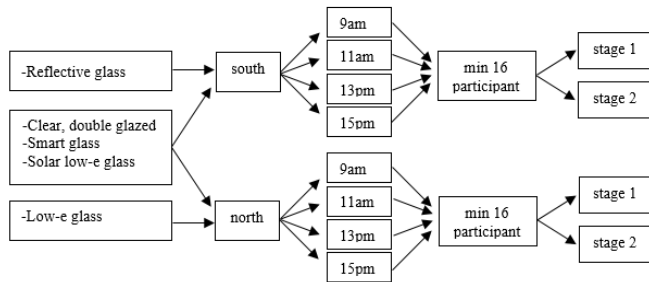 -Reflective glass
-Clear, double glazed
-Smart glass
-Solar low-e glass
-Low-e glass
south
north
9am
11am
13pm
15pm
9am
11am
13pm
15pm
min 16
participant
min 16
participant
stage 1
stage 2
stage 1
stage 2